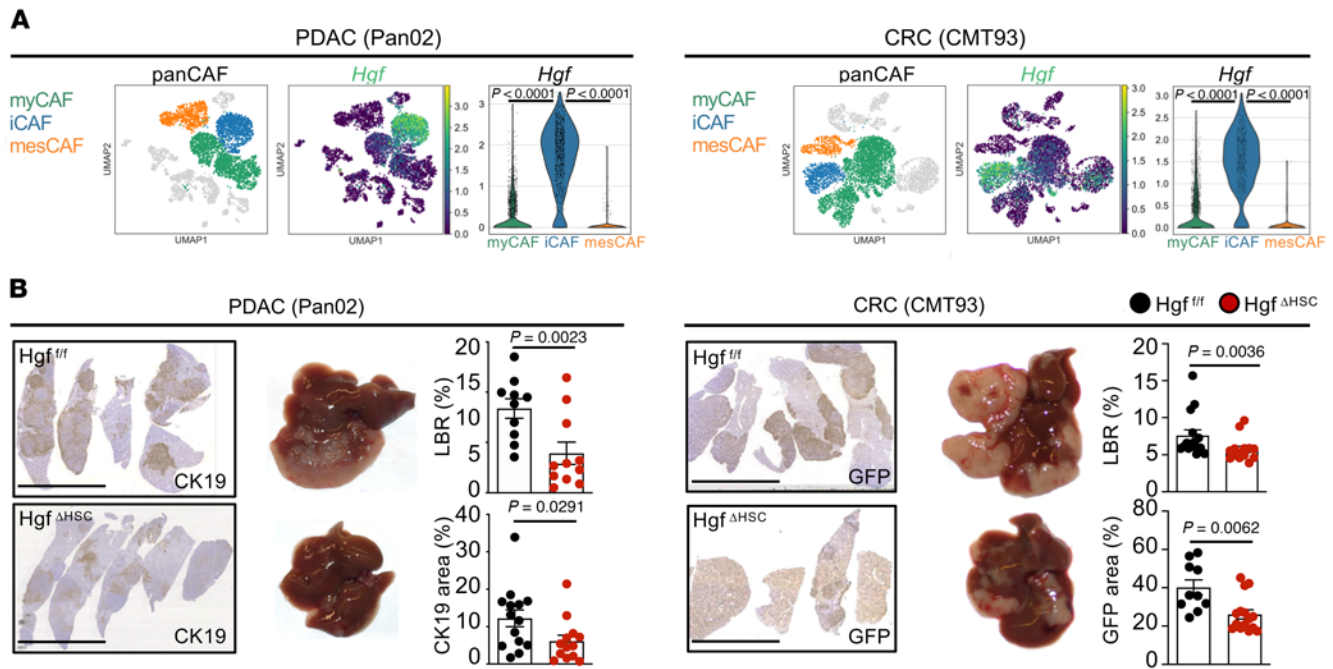 A
PDAC (Pan02)
panCAF
Hgf
Hgf
myCAF
iCAF
mesCAF
UMAP2
UMAP1
UMAP2
UMAP1
3.0
2.5
2.0
1.5
1.0
0.5
0.0
P < 0.0001
P < 0.0001
3
2
1
0
myCAF
iCAF
mesCAF
CRC (CMT93)
panCAF
Hgf
Hgf
myCAF
iCAF
mesCAF
UMAP2
UMAP1
UMAP2
UMAP1
3.0
2.5
2.0
1.5
1.0
0.5
0.0
P < 0.0001
P < 0.0001
3.0
2.5
2.0
1.5
1.0
0.5
0.0
myCAF
iCAF
mesCAF
B
PDAC (Pan02)
Hgf f/f
CK19
Hgf ΔHSC
CK19
P = 0.0023
LBR (%)
20
15
10
5
0
P = 0.0291
CK19 area (%)
40
30
20
10
0
CRC (CMT93)
Hgf f/f
Hgf ΔHSC
Hgf f/f
GFP
Hgf ΔHSC
GFP
P = 0.0036
LBR (%)
20
15
10
5
0
P = 0.0062
GFP area (%)
80
60
40
20
0